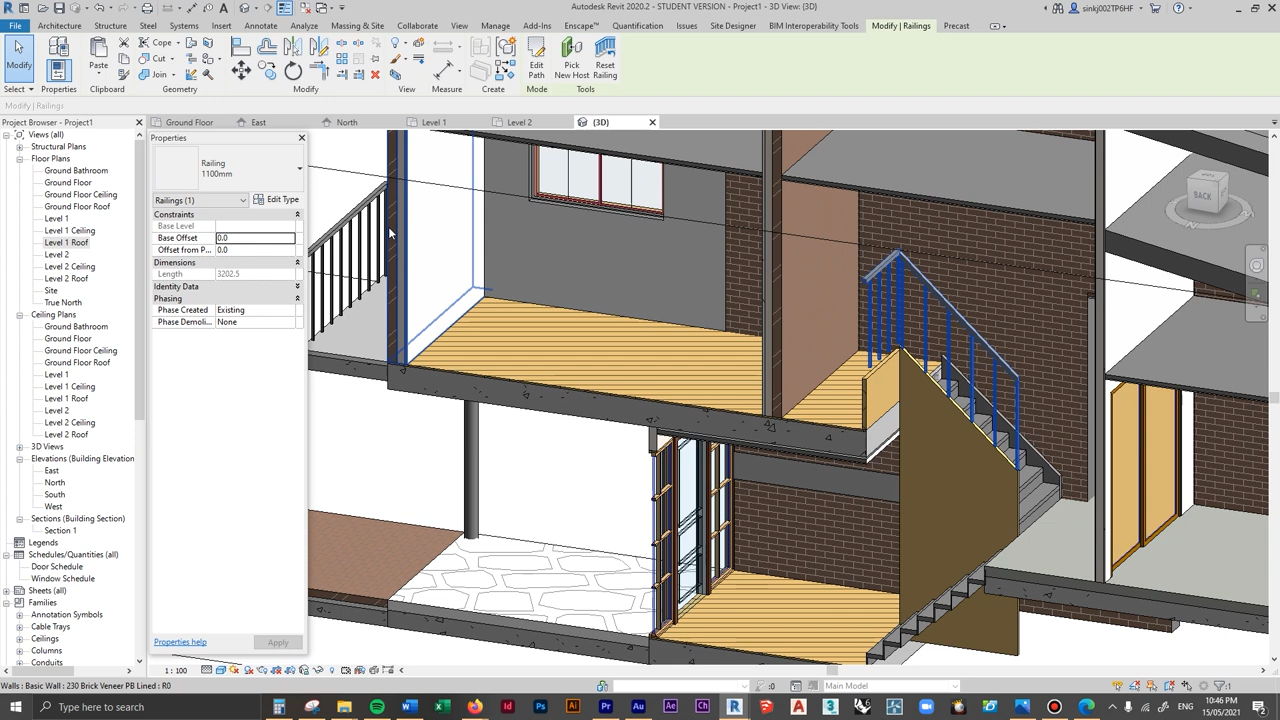 Autodesk Revit 2020.2 - STUDENT VERSION - Project1 - 3D View: {3D}
sinkj002TP6HF
File Architecture Structure Steel Systems Insert Annotate Analyze Massing & Site Collaborate View Manage Add-Ins Enscape™ Quantification Issues Site Designer BIM Interoperability Tools Modify | Railings Precast
Modify Properties Paste Cope Cut Join Edit Path Pick New Host Reset Railing
Select Properties Clipboard Geometry Modify View Measure Create Mode Tools
Modify | Railings
Project Browser - Project1
Ground Floor East North Level 1 Level 2 {3D}
Views (all)
Structural Plans
Floor Plans
Ground Bathroom
Ground Floor
Ground Floor Ceiling
Ground Floor Roof
Level 1
Level 1 Ceiling
Level 1 Roof
Level 2
Level 2 Ceiling
Level 2 Roof
Site
True North
Ceiling Plans
Ground Bathroom
Ground Floor
Ground Floor Ceiling
Ground Floor Roof
Level 1
Level 1 Ceiling
Level 1 Roof
Level 2
Level 2 Ceiling
Level 2 Roof
3D Views
Elevations (Building Elevation
East
North
South
West
Sections (Building Section)
Section 1
Legends
Schedules/Quantities (all)
Door Schedule
Window Schedule
Sheets (all)
Families
Annotation Symbols
Cable Trays
Ceilings
Columns
Conduits
Properties
Railing
1100mm
Railings (1) Edit Type
Constraints
Base Level
Base Offset 0.0
Offset from P... 0.0
Dimensions
Length 3202.5
Identity Data
Phasing
Phase Created Existing
Phase Demoli... None
Properties help Apply
BACK
1 : 100
Walls : Basic Wall : 230 Brick Veneer PB Lined : R0
:0 Main Model :1
Type here to search
ENG
10:46 PM
15/05/2021